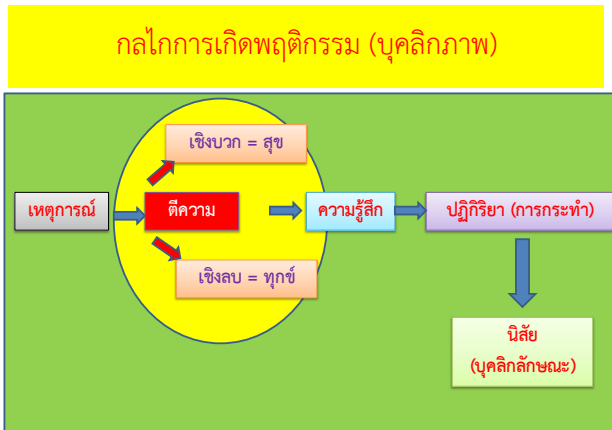 กลไกการเกิดพฤติกรรม (บุคลิกภาพ)
เชิงบวก = สุข
เหตุการณ์
ตีความ
ความรู้สึก
ปฏิกิริยา (การกระทำ)
เชิงลบ = ทุกข์
นิสัย
(บุคลิกลักษณะ)